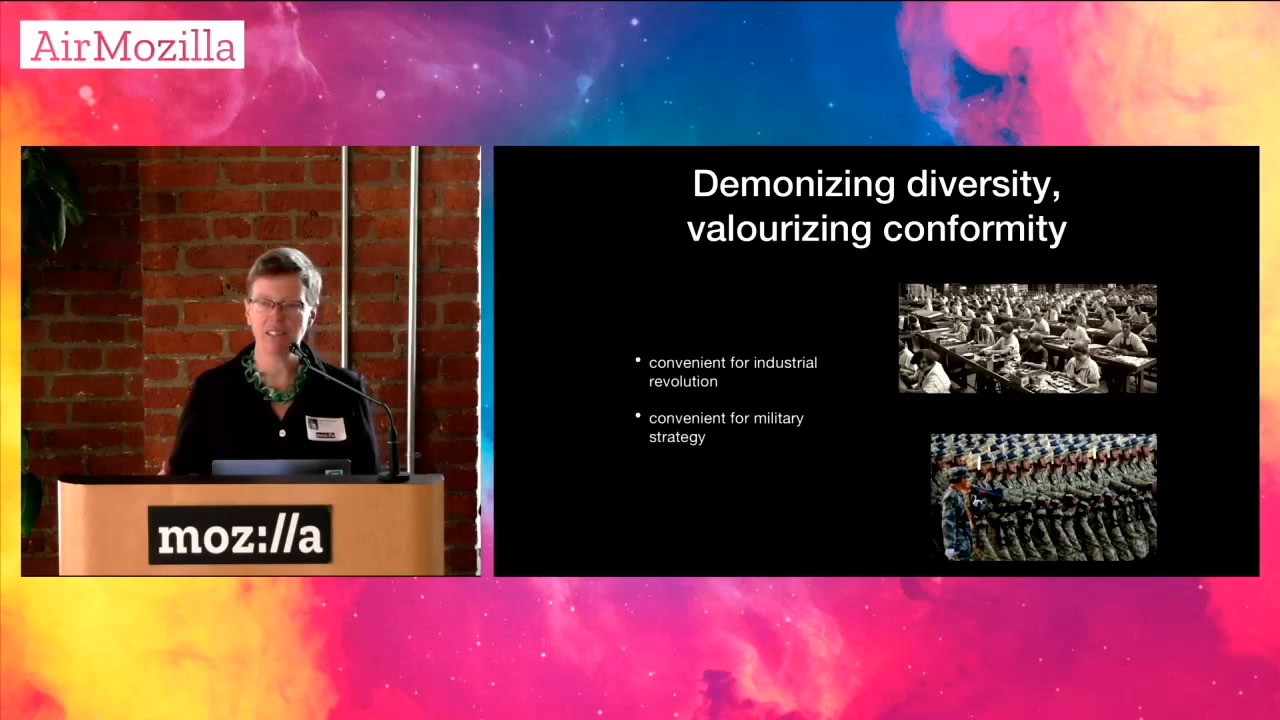 AirMozilla
moz://a
Demonizing diversity,
valourizing conformity
• convenient for industrial
revolution
• convenient for military
strategy